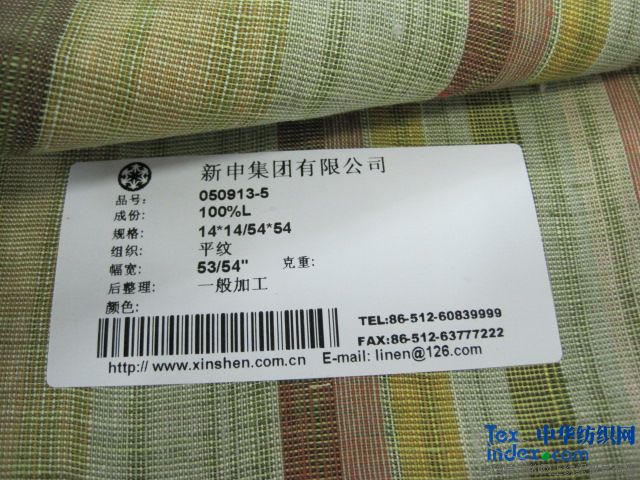 新申集团有限公司
品号: 050913-5
成份: 100%L
规格: 14*14/54*54
组织: 平纹
幅宽: 53/54" 克重:
后整理: 一般加工
颜色:
TEL:86-512-60839999
FAX:86-512-63777222
http:// www.xinshen.com.cn E-mail: linen@126.com
Tex 中华纺织网
index.com